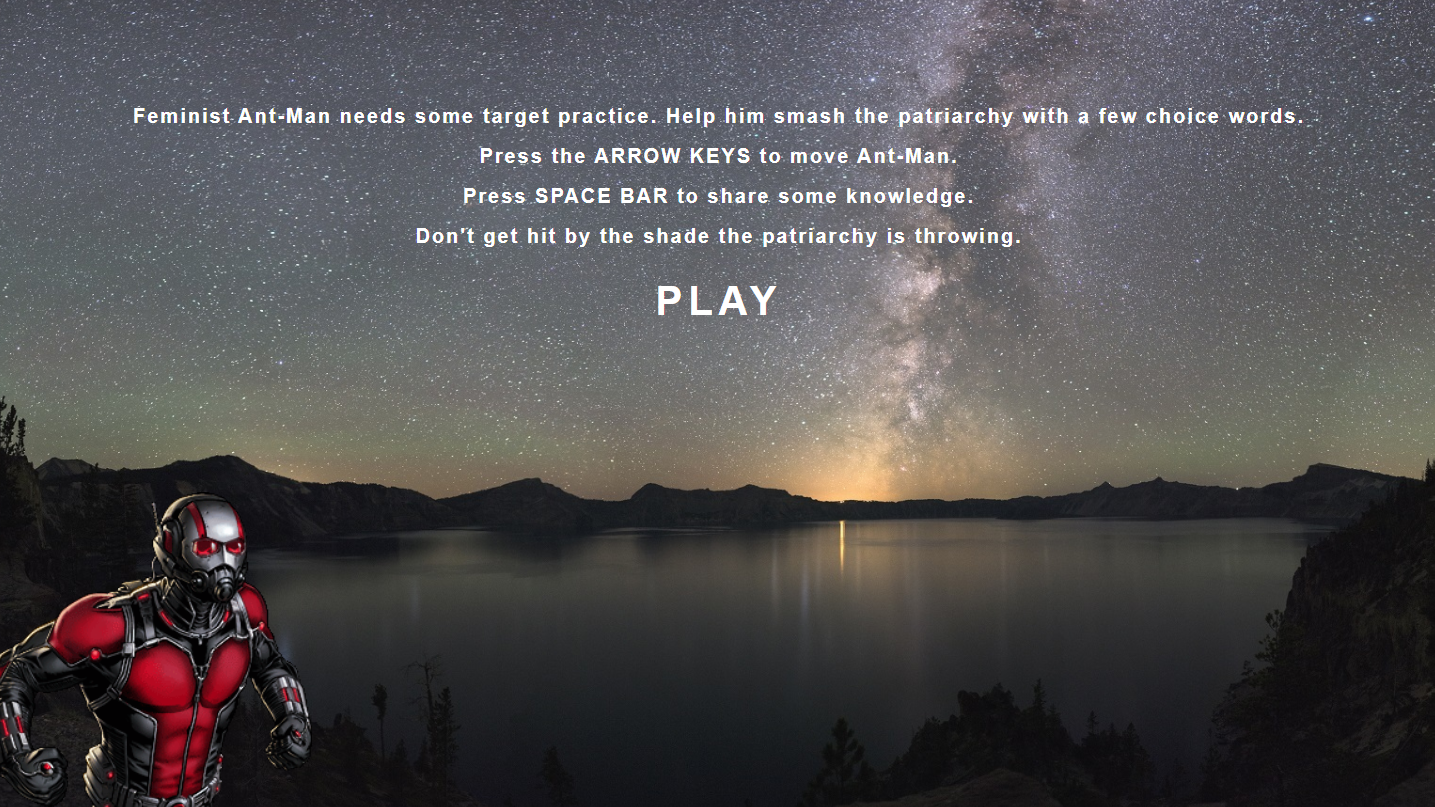 Feminist Ant-Man needs some target practice. Help him smash the patriarchy with a few choice words.
Press the ARROW KEYS to move Ant-Man.
Press SPACE BAR to share some knowledge.
Don't get hit by the shade the patriarchy is throwing.
PLAY